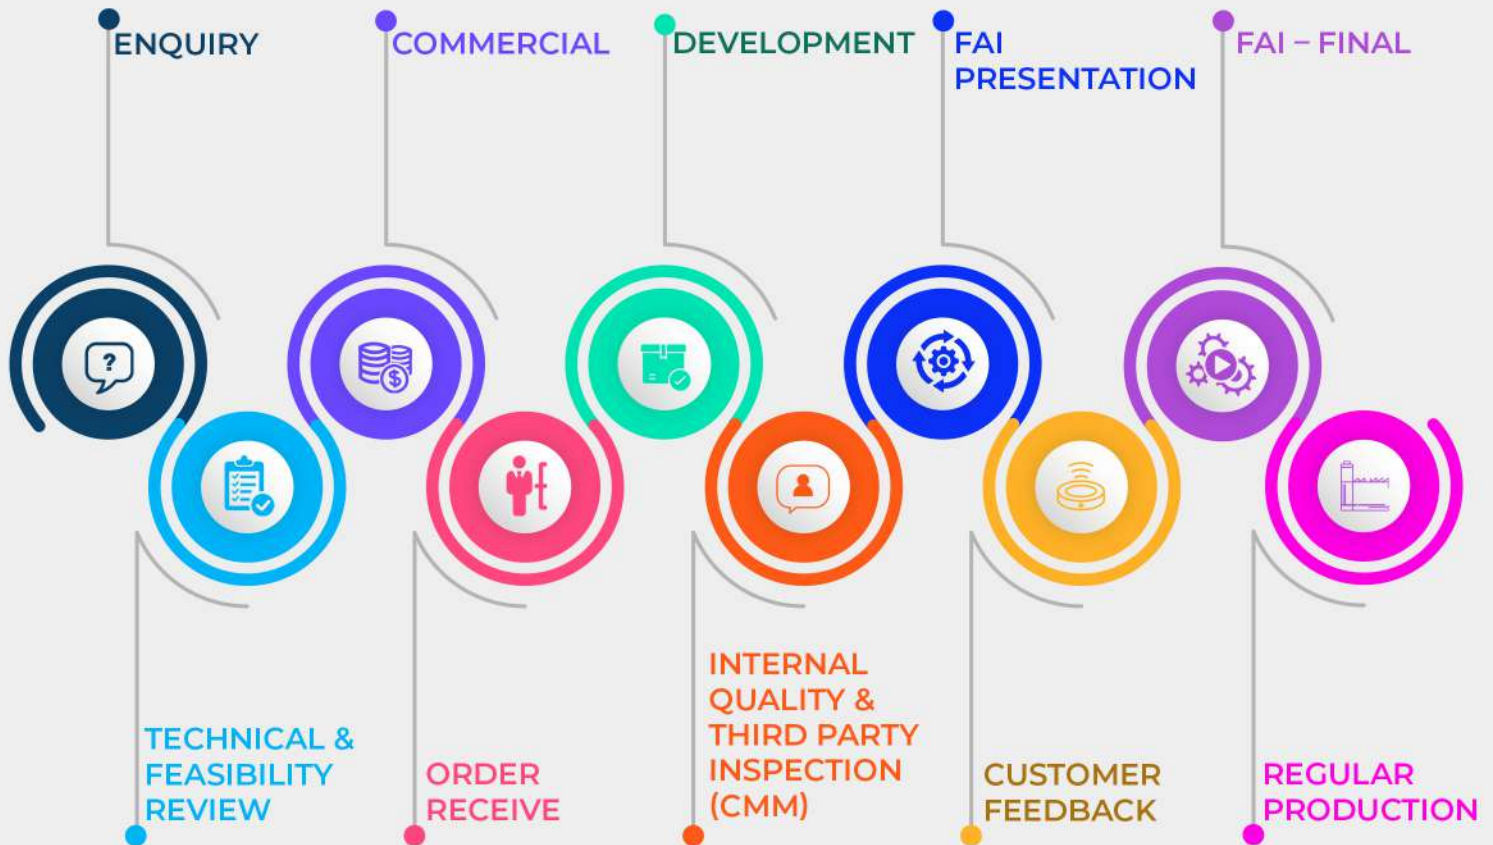 ENQUIRY
COMMERCIAL
DEVELOPMENT
FAI
PRESENTATION
FAI – FINAL
?
$
TECHNICAL &
FEASIBILITY
REVIEW
ORDER
RECEIVE
INTERNAL
QUALITY &
THIRD PARTY
INSPECTION
(CMM)
CUSTOMER
FEEDBACK
REGULAR
PRODUCTION